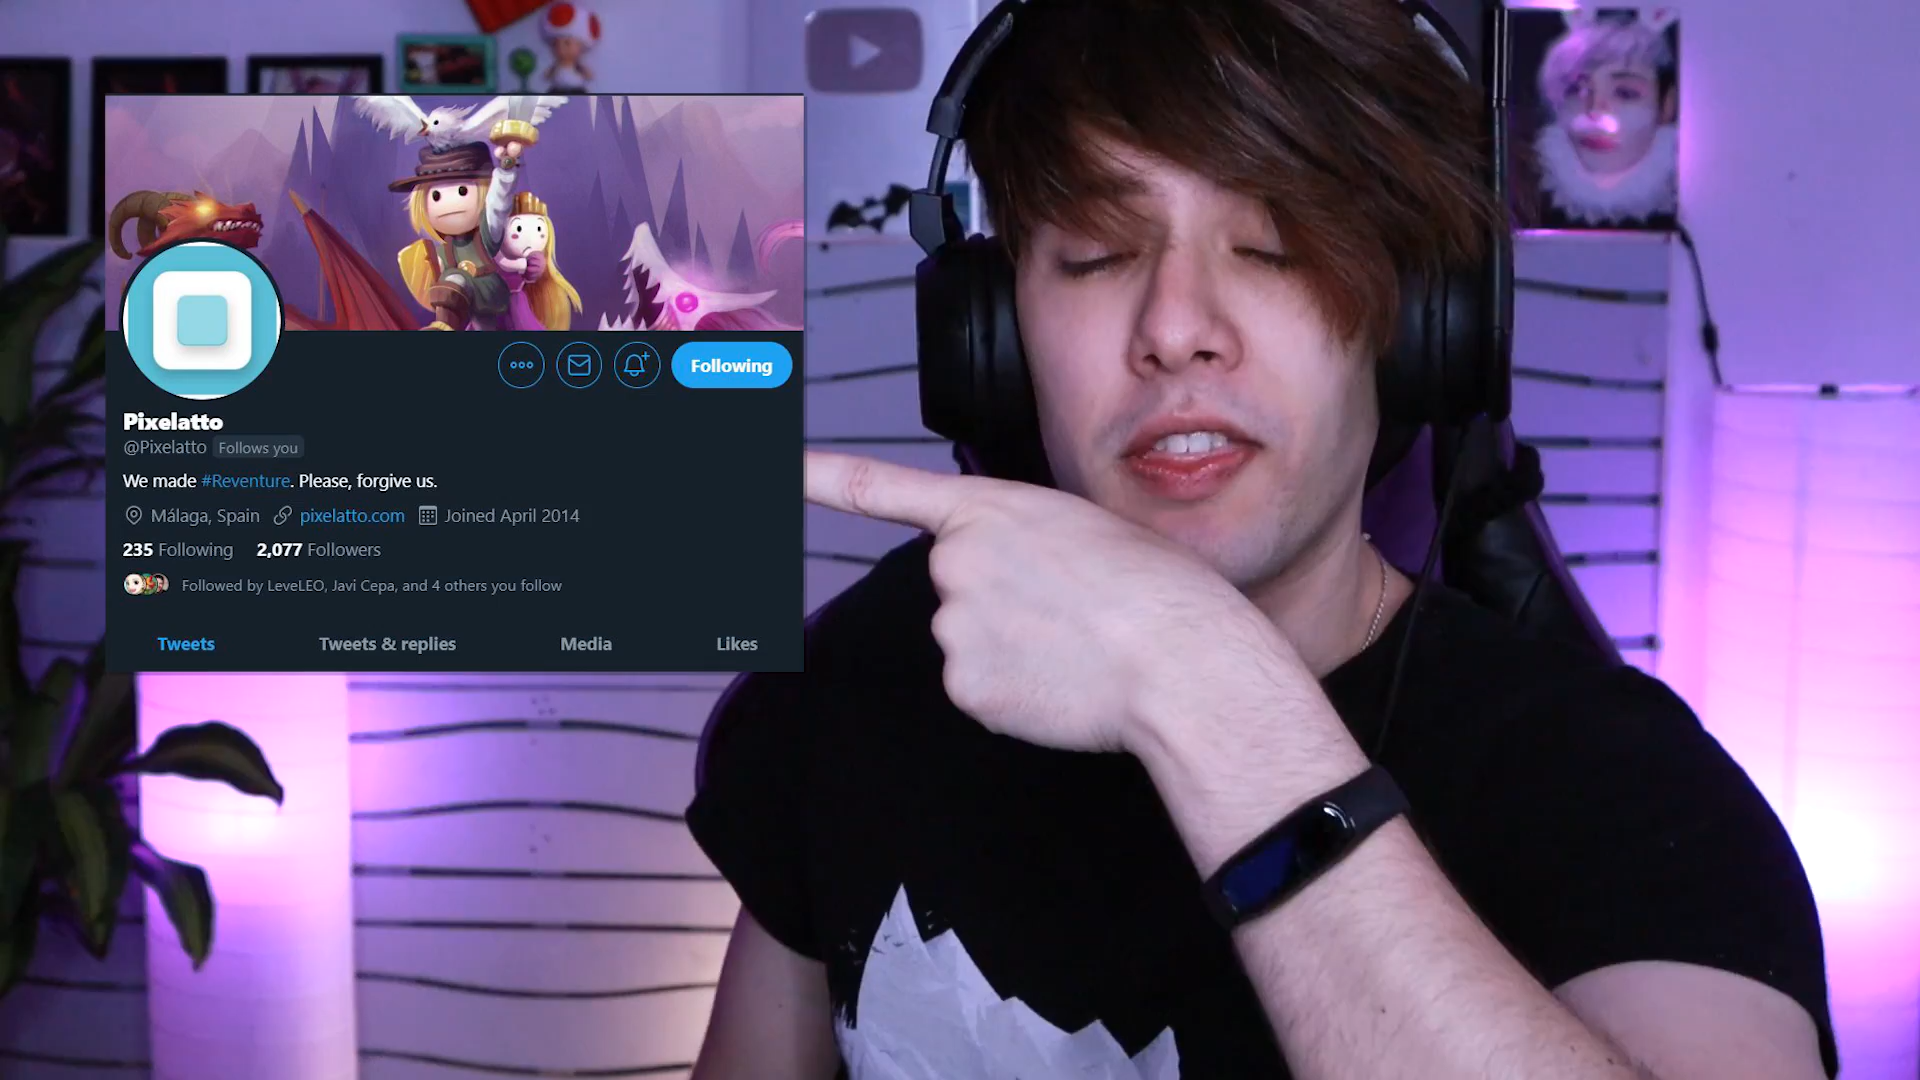 Following
Pixelatto
@Pixelatto Follows you
We made #Reventure. Please, forgive us.
Málaga, Spain pixelatto.com Joined April 2014
235 Following 2,077 Followers
Followed by LeveLEO, Javi Cepa, and 4 others you follow
Tweets Tweets & replies Media Likes